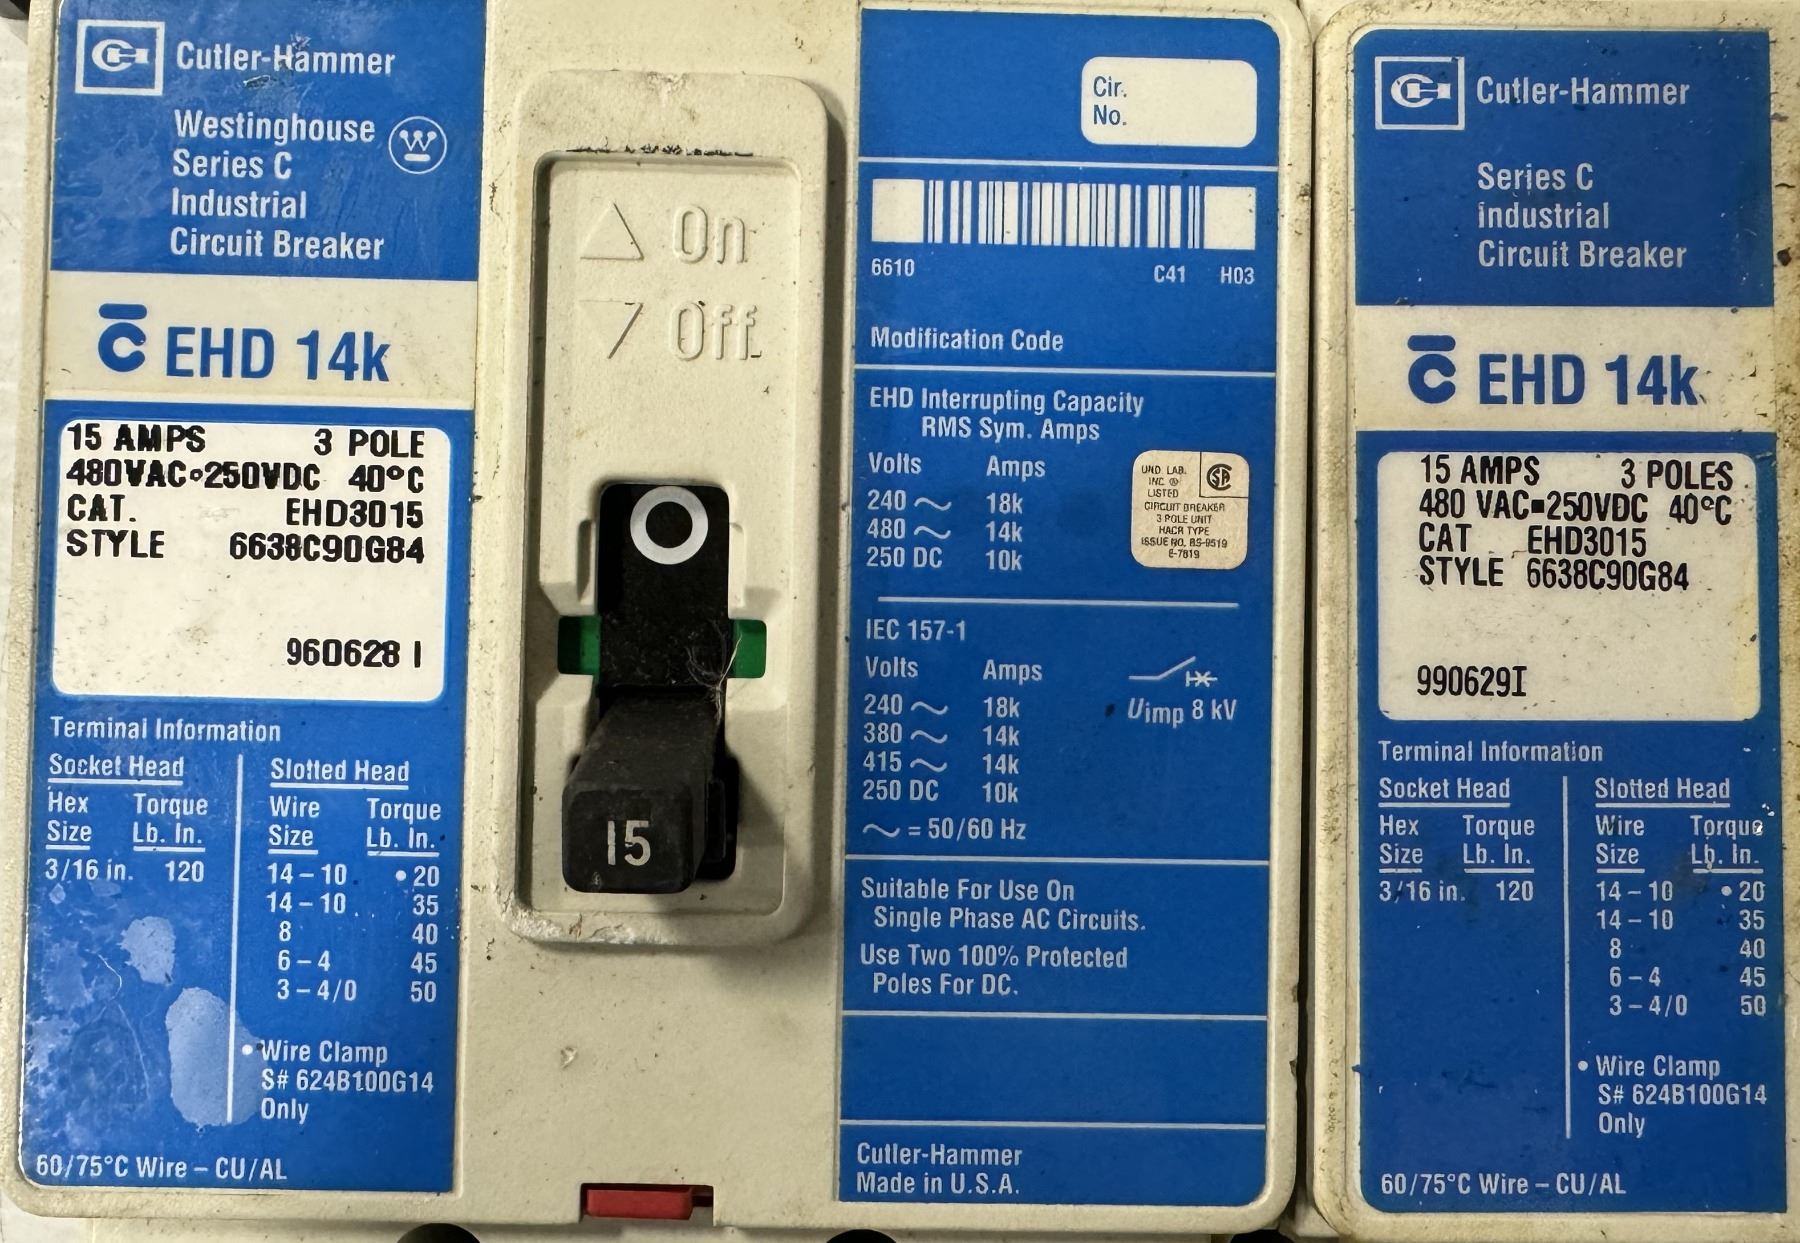 Cutler-Hammer
Westinghouse
Series C
Industrial
Circuit Breaker
EHD 14k
15 AMPS 3 POLE
480VAC•250VDC 40°C
CAT. EHD3015
STYLE 6638C90G84
960628 I
Terminal Information
Socket Head Slotted Head
Hex Torque Wire Torque
Size Lb. In. Size Lb. In.
3/16 in. 120 14 – 10 • 20
14 – 10 35
8 40
6 – 4 45
3 – 4/0 50
• Wire Clamp
S# 624B100G14
Only
60/75°C Wire – CU/AL
On
Off
15
Cir.
No.
6610 C41 H03
Modification Code
EHD Interrupting Capacity
RMS Sym. Amps
Volts Amps
240 ~ 18k
480 ~ 14k
250 DC 10k
UND. LAB.
INC. ®
LISTED
CIRCUIT BREAKER
3 POLE UNIT
HACR TYPE
ISSUE NO. RS-9519
E-7819
IEC 157-1
Volts Amps
240 ~ 18k
380 ~ 14k
415 ~ 14k
250 DC 10k
~ = 50/60 Hz
Uimp 8 kV
Suitable For Use On
Single Phase AC Circuits.
Use Two 100% Protected
Poles For DC.
Cutler-Hammer
Made in U.S.A.
Cutler-Hammer
Series C
Industrial
Circuit Breaker
EHD 14k
15 AMPS 3 POLES
480 VAC▪250VDC 40°C
CAT EHD3015
STYLE 6638C90G84
990629I
Terminal Information
Socket Head Slotted Head
Hex Torque Wire Torque
Size Lb. In. Size Lb. In.
3/16 in. 120 14 – 10 • 20
14 – 10 35
8 40
6 – 4 45
3 – 4/0 50
• Wire Clamp
S# 624B100G14
Only
60/75°C Wire – CU/AL